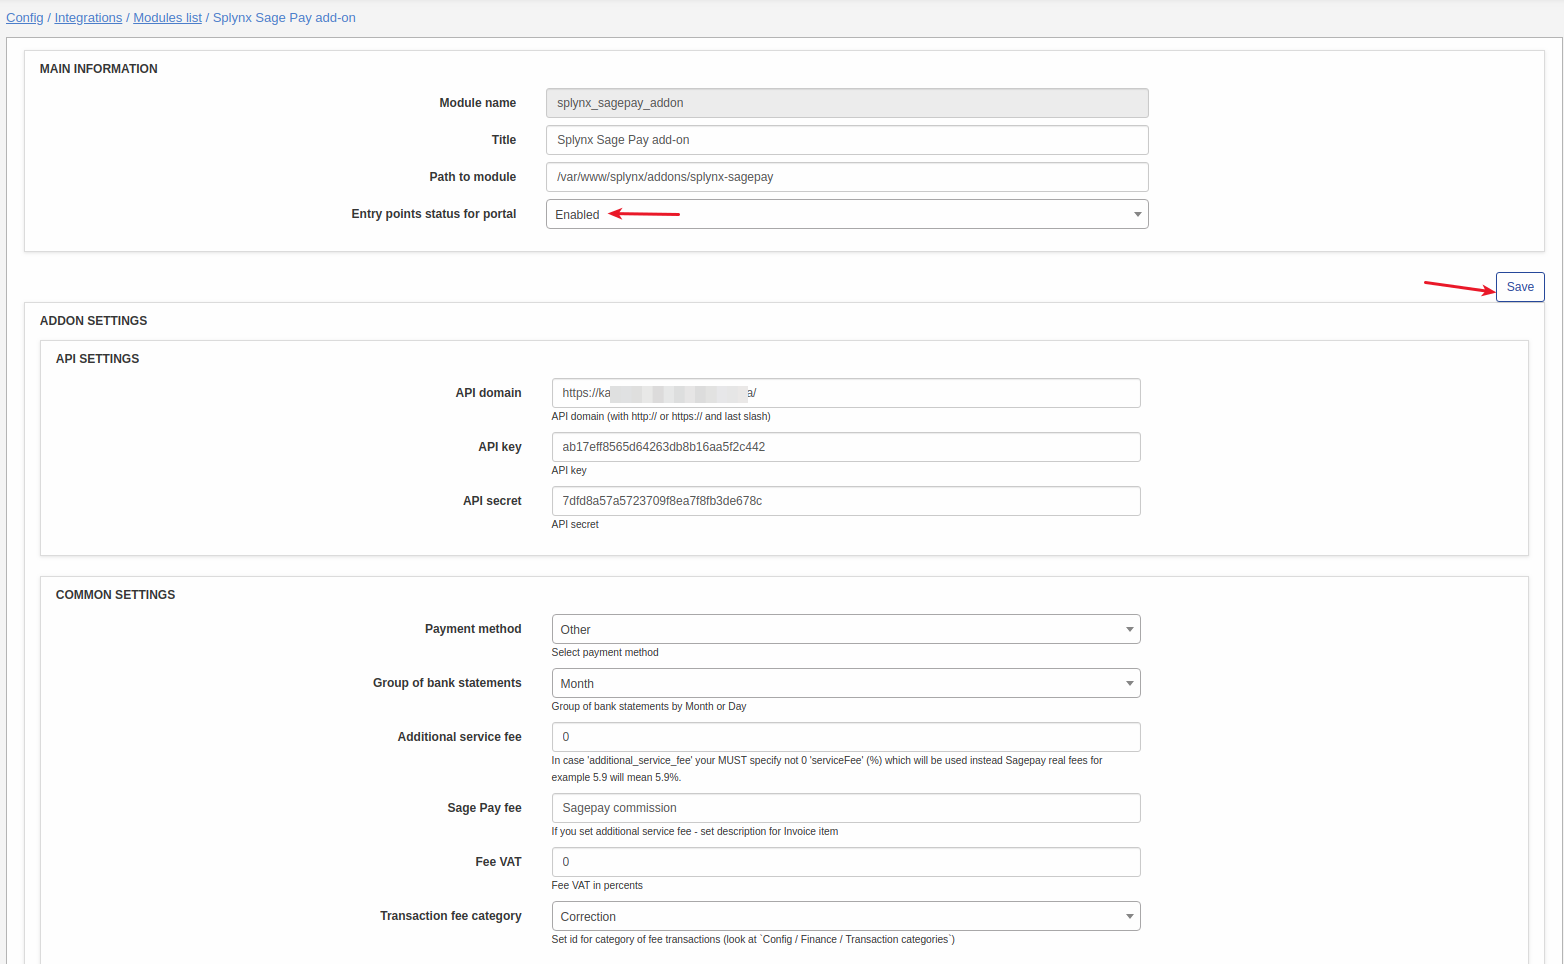 Config / Integrations / Modules list / Splynx Sage Pay add-on
MAIN INFORMATION
Module name splynx_sagepay_addon
Title Splynx Sage Pay add-on
Path to module /var/www/splynx/addons/splynx-sagepay
Entry points status for portal Enabled
Save
ADDON SETTINGS
API SETTINGS
API domain https://ka a/
API domain (with http:// or https:// and last slash)
API key ab17eff8565d64263db8b16aa5f2c442
API key
API secret 7dfd8a57a5723709f8ea7f8fb3de678c
API secret
COMMON SETTINGS
Payment method Other
Select payment method
Group of bank statements Month
Group of bank statements by Month or Day
Additional service fee 0
In case 'additional_service_fee' your MUST specify not 0 'serviceFee' (%) which will be used instead Sagepay real fees for
example 5.9 will mean 5.9%.
Sage Pay fee Sagepay commission
If you set additional service fee - set description for Invoice item
Fee VAT 0
Fee VAT in percents
Transaction fee category Correction
Set id for category of fee transactions (look at `Config / Finance / Transaction categories`)